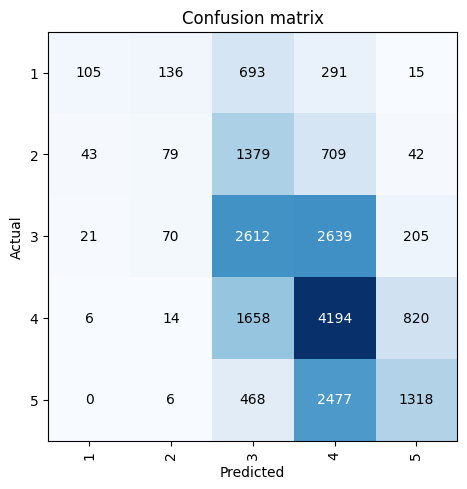 Confusion matrix
1 105 136 693 291 15
2 43 79 1379 709 42
3 21 70 2612 2639 205
4 6 14 1658 4194 820
5 0 6 468 2477 1318
Actual
1 2 3 4 5
Predicted